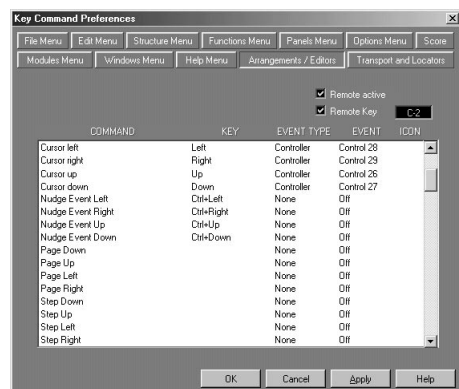 Key Command Preferences
File Menu Edit Menu Structure Menu Functions Menu Panels Menu Options Menu Score
Modules Menu Windows Menu Help Menu Arrangements / Editors Transport and Locators
Remote active
Remote Key C-2
COMMAND KEY EVENT TYPE EVENT ICON
Cursor left Left Controller Control 28
Cursor right Right Controller Control 29
Cursor up Up Controller Control 26
Cursor down Down Controller Control 27
Nudge Event Left Ctrl+Left None Off
Nudge Event Right Ctrl+Right None Off
Nudge Event Up Ctrl+Up None Off
Nudge Event Down Ctrl+Down None Off
Page Down None Off
Page Up None Off
Page Left None Off
Page Right None Off
Step Down None Off
Step Up None Off
Step Left None Off
Step Right None Off
OK Cancel Apply Help